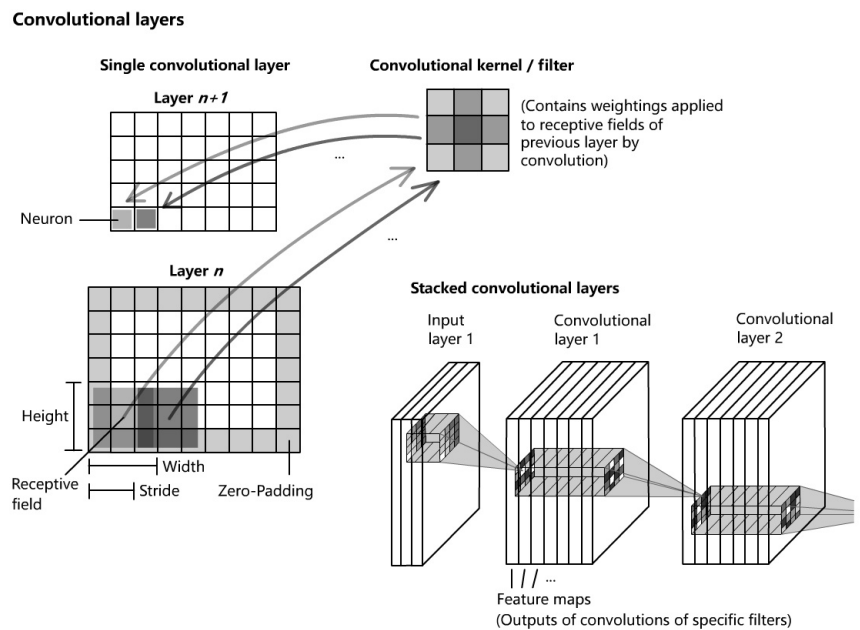 Convolutional layers
Single convolutional layer
Layer n+1
Neuron
...
Convolutional kernel / filter
(Contains weightings applied
to receptive fields of
previous layer by
convolution)
...
Layer n
Height
Width
Receptive
field
Stride
Zero-Padding
Stacked convolutional layers
Input
layer 1
Convolutional
layer 1
Convolutional
layer 2
...
Feature maps
(Outputs of convolutions of specific filters)